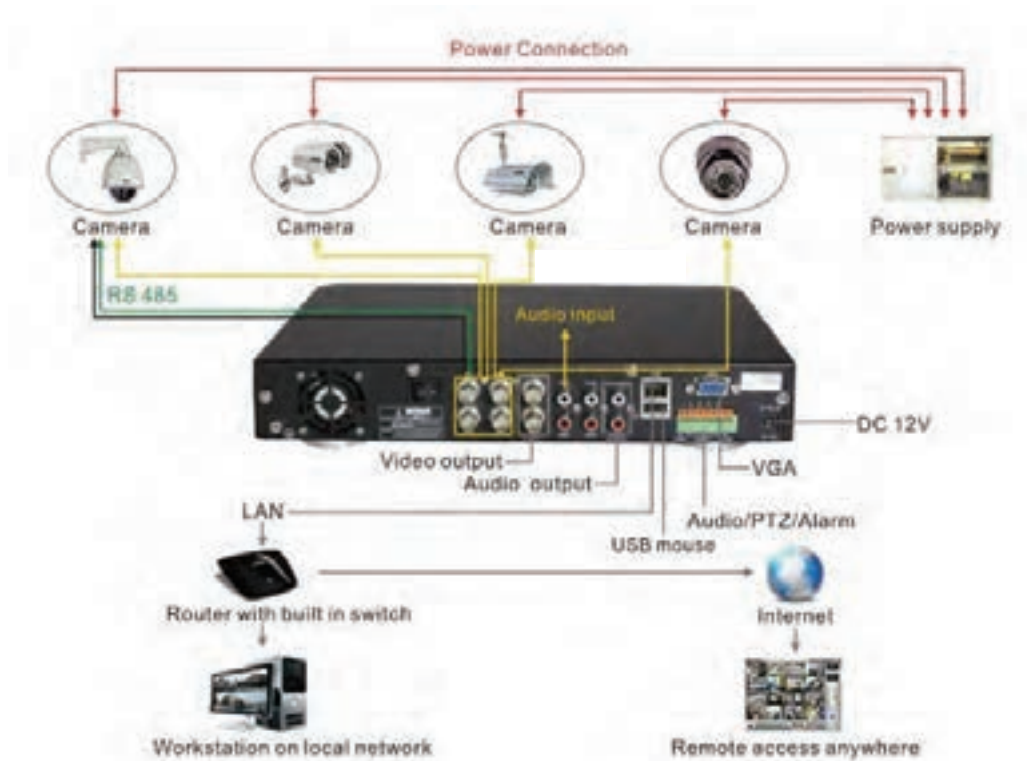 Power Connection
Camera
Camera
Camera
Camera
Power supply
RS 485
Audio input
DC 12V
Video output
VGA
Audio output
LAN
Audio/PTZ/Alarm
USB mouse
Router with built in switch
Internet
Workstation on local network
Remote access anywhere